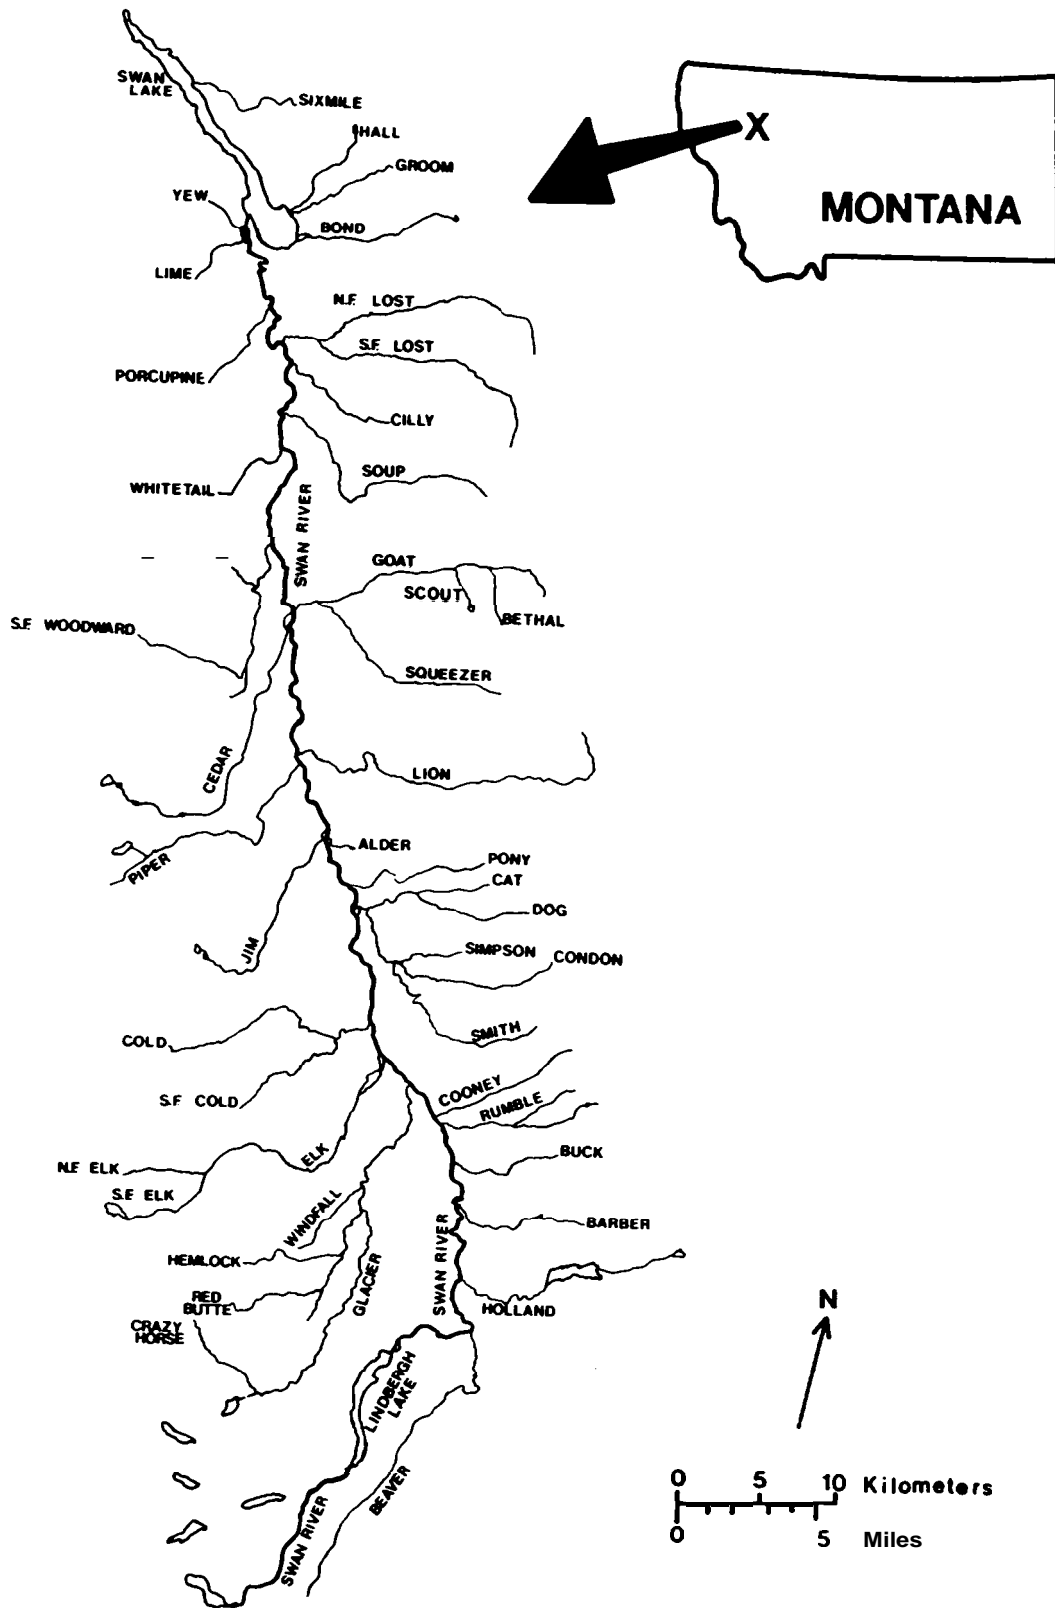 SWAN
LAKE
SIXMILE
HALL
GROOM
YEW
BOND
LIME
N.F. LOST
S.F. LOST
PORCUPINE
CILLY
SOUP
WHITETAIL
SWAN RIVER
GOAT
SCOUT
BETHAL
S.F. WOODWARD
SQUEEZER
CEDAR
LION
PIPER
ALDER
PONY
CAT
DOG
JIM
SIMPSON
CONDON
SMITH
COLD
S.F. COLD
COONEY
RUMBLE
ELK
BUCK
N.F. ELK
S.F. ELK
WINDFALL
BARBER
HEMLOCK
GLACIER
SWAN RIVER
RED
BUTTE
HOLLAND
CRAZY
HORSE
LINDBERGH
LAKE
BEAVER
SWAN RIVER
X
MONTANA
N
0 5 10 Kilometers
0 5 Miles